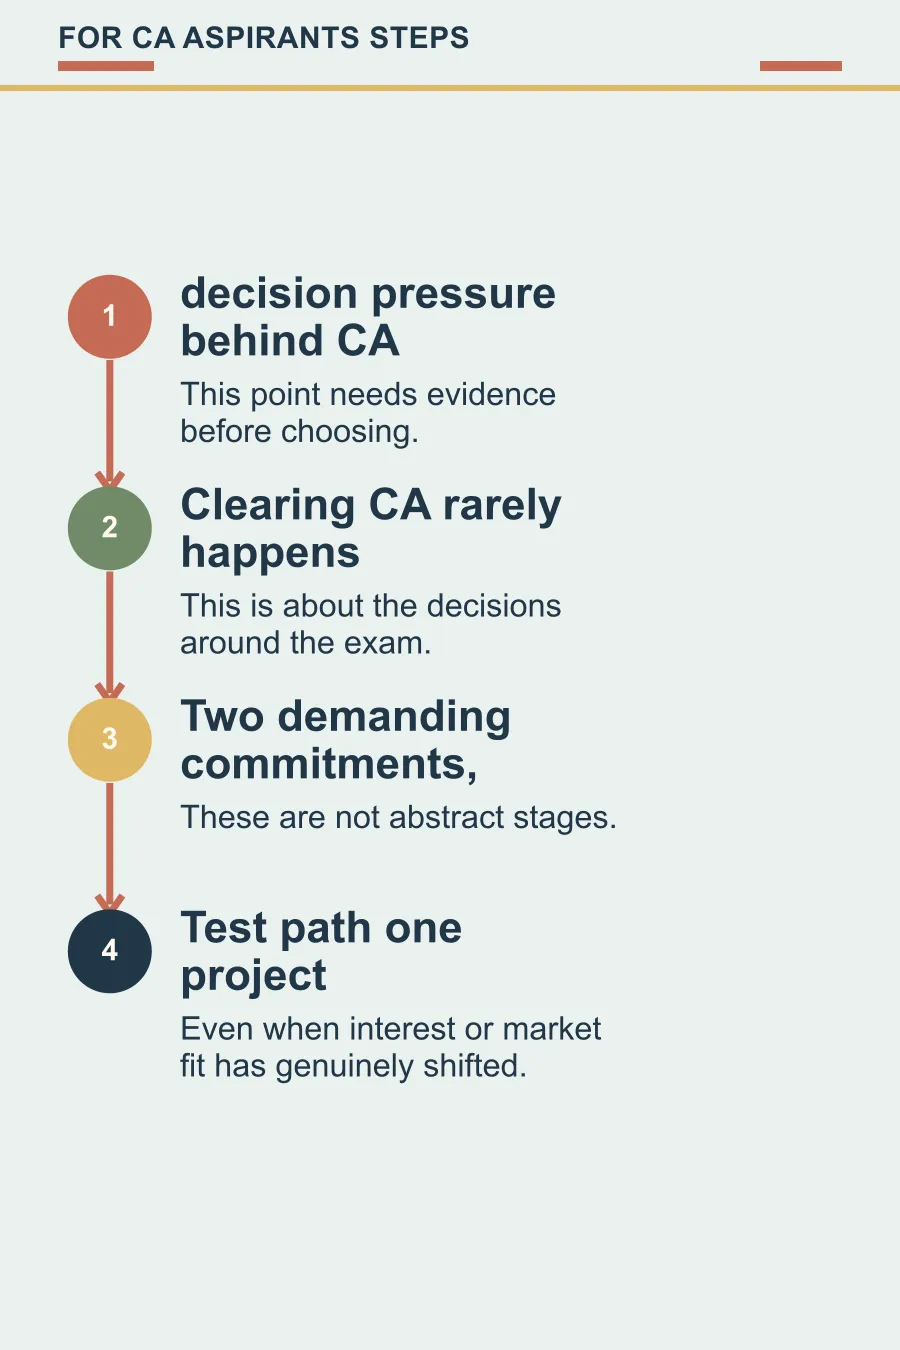 FOR CA ASPIRANTS STEPS
1
decision pressure
behind CA
This point needs evidence
before choosing.
2
Clearing CA rarely
happens
This is about the decisions
around the exam.
3
Two demanding
commitments,
These are not abstract stages.
4
Test path one
project
Even when interest or market
fit has genuinely shifted.